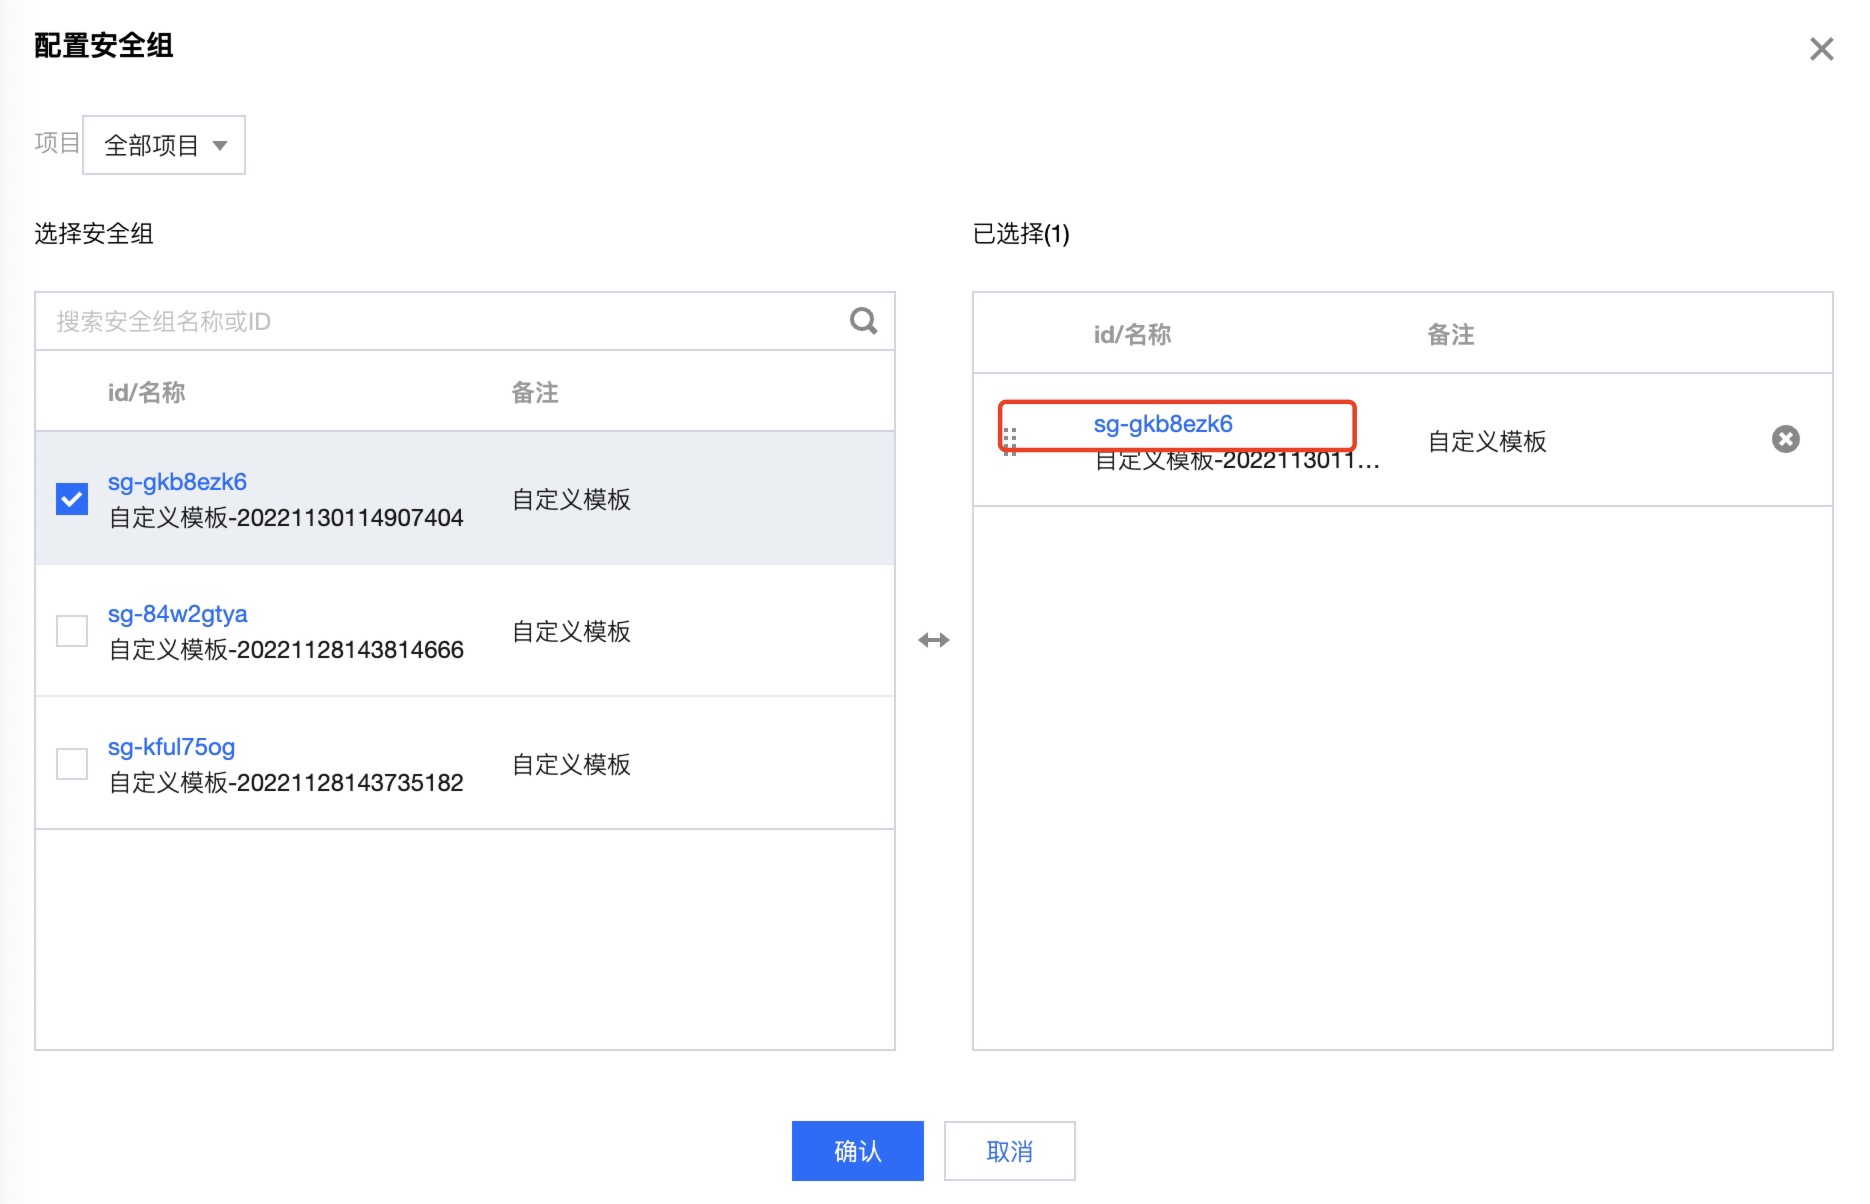 配置安全组
项目 全部项目
选择安全组
搜索安全组名称或ID
id/名称 备注
sg-gkb8ezk6
自定义模板-20221130114907404 自定义模板
sg-84w2gtya
自定义模板-20221128143814666 自定义模板
sg-kful75og
自定义模板-20221128143735182 自定义模板
已选择(1)
id/名称 备注
sg-gkb8ezk6
自定义模板-2022113011... 自定义模板
确认 取消